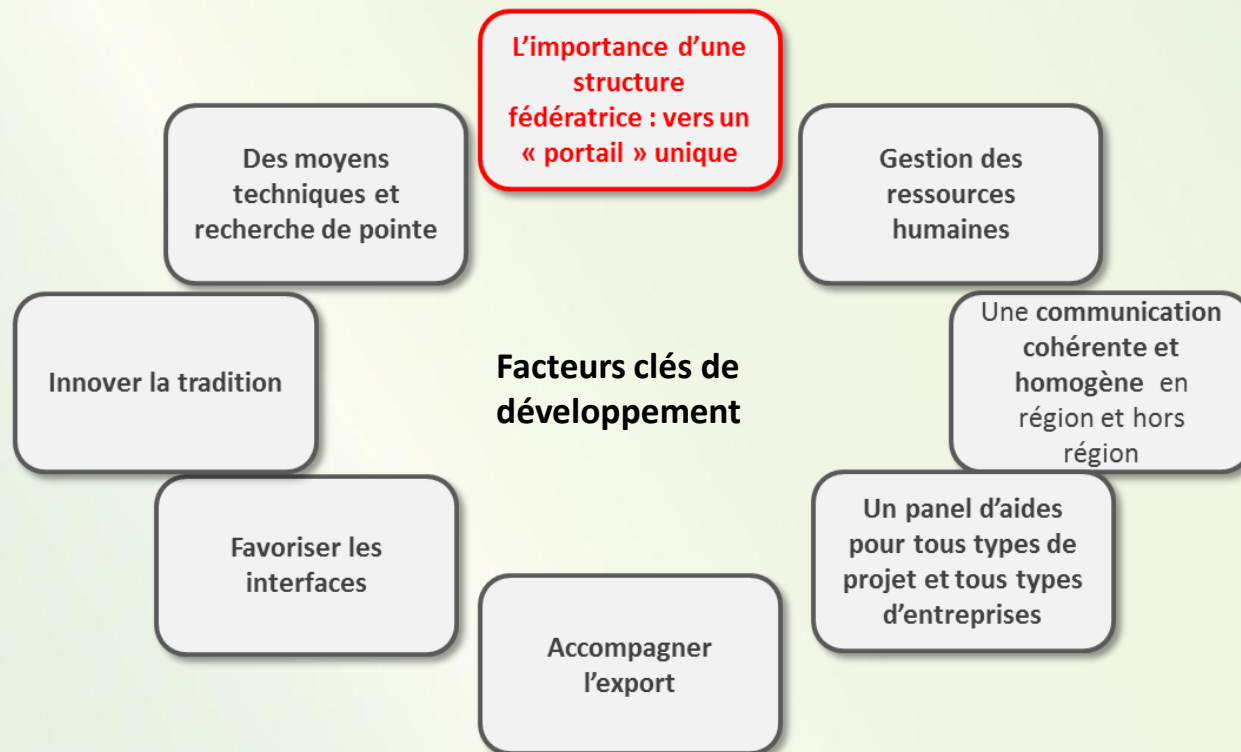 L’importance d’une
structure
fédératrice : vers un
« portail » unique
Des moyens
techniques et
recherche de pointe
Gestion des
ressources
humaines
Innover la tradition
Facteurs clés de
développement
Une communication
cohérente et
homogène en
région et hors
région
Favoriser les
interfaces
Un panel d’aides
pour tous types de
projet et tous types
d’entreprises
Accompagner
l’export